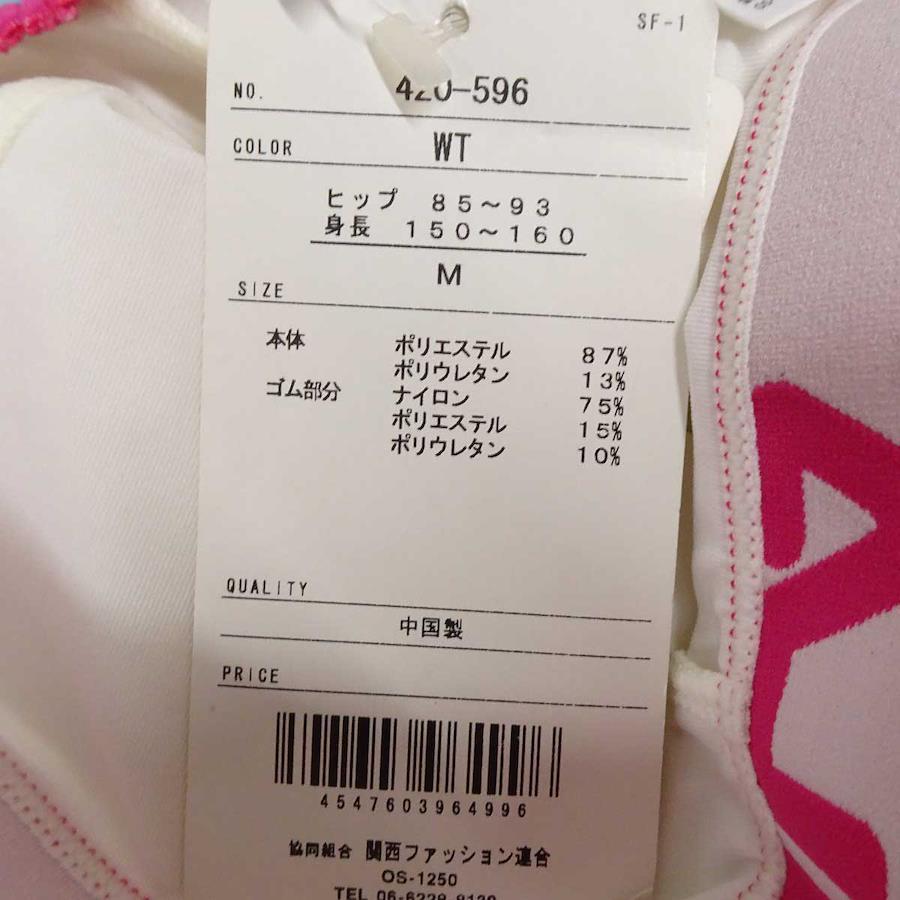 SF-1
NO. 420-596
COLOR WT
ヒップ 85～93
身長 150～160
SIZE M
本体 ポリエステル 87%
ポリウレタン 13%
ゴム部分 ナイロン 75%
ポリエステル 15%
ポリウレタン 10%
QUALITY
中国製
PRICE
4547603964996
協同組合 関西ファッション連合
OS-1250
TEL 06-6228-